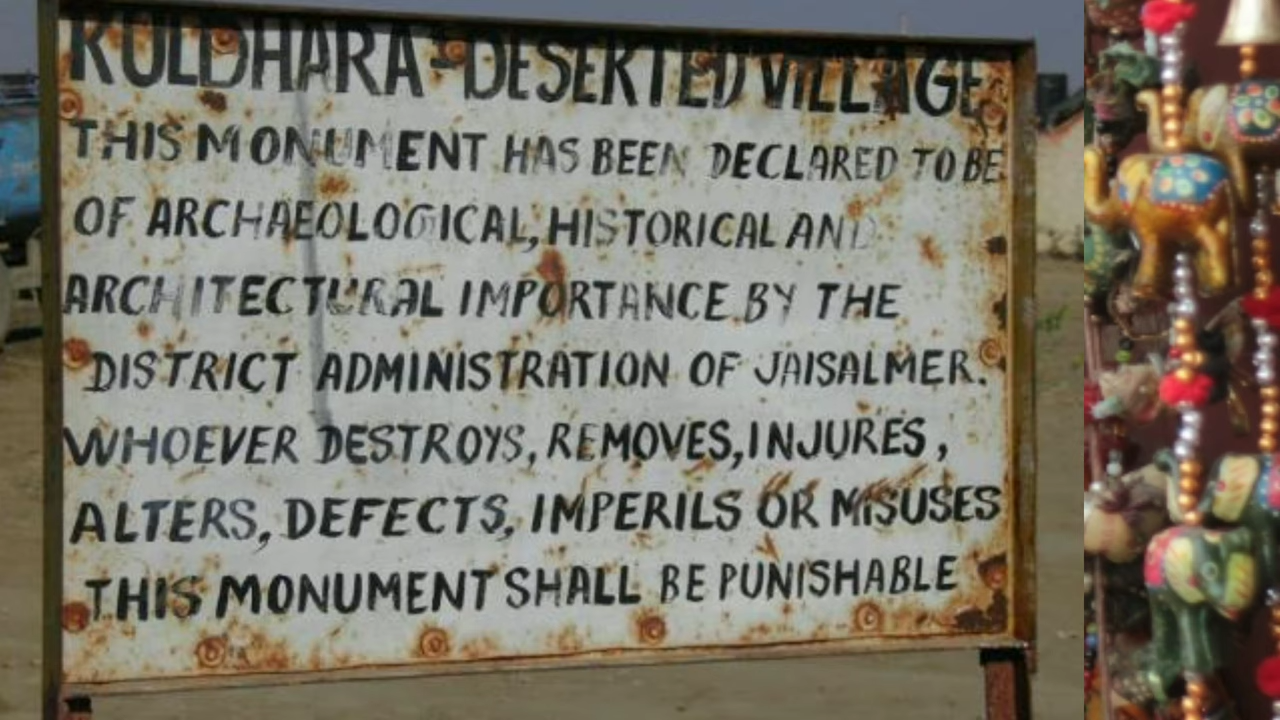 KULDHARA-DESERTED VILLAGE
THIS MONUMENT HAS BEEN DECLARED TO BE
OF ARCHAEOLOGICAL, HISTORICAL AND
ARCHITECTURAL IMPORTANCE BY THE
DISTRICT ADMINISTRATION OF JAISALMER.
WHOEVER DESTROYS, REMOVES, INJURES,
ALTERS, DEFECTS, IMPERILS OR MISUSES
THIS MONUMENT SHALL BE PUNISHABLE